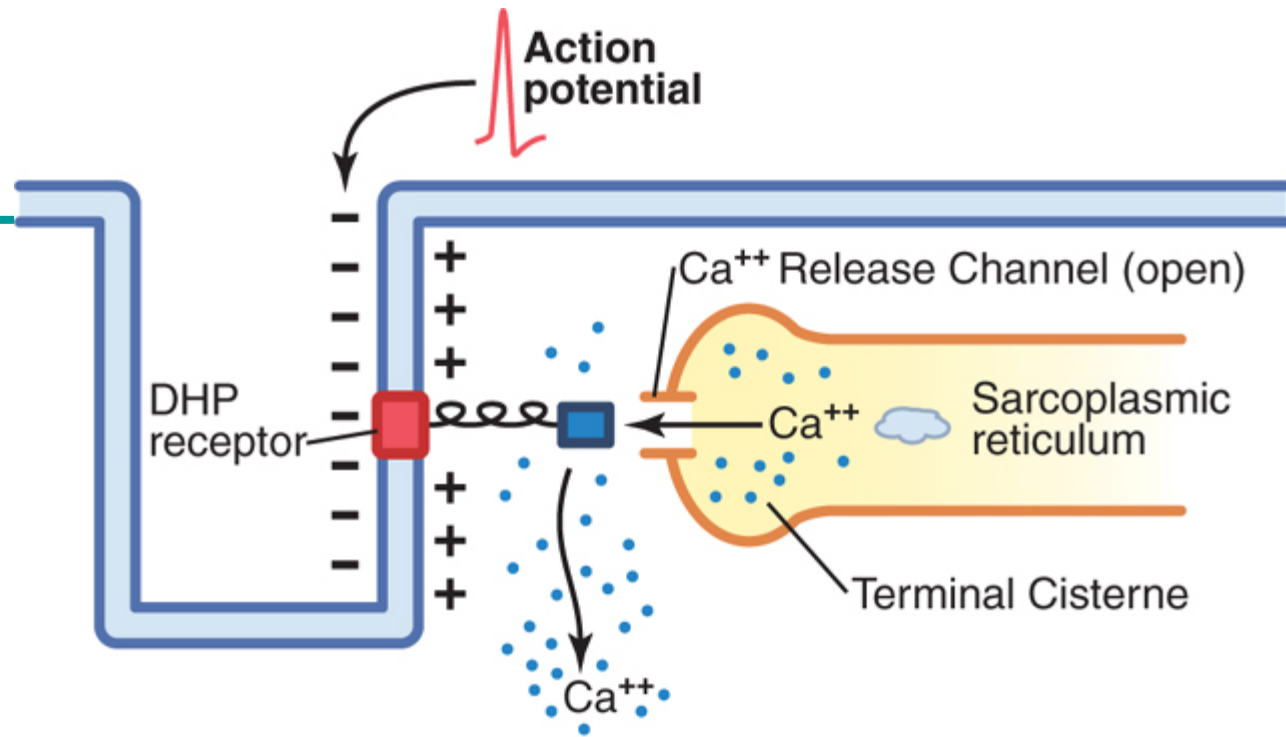 Action
potential
Ca++ Release Channel (open)
DHP
receptor
Ca++
Sarcoplasmic
reticulum
Terminal Cisterne
Ca++